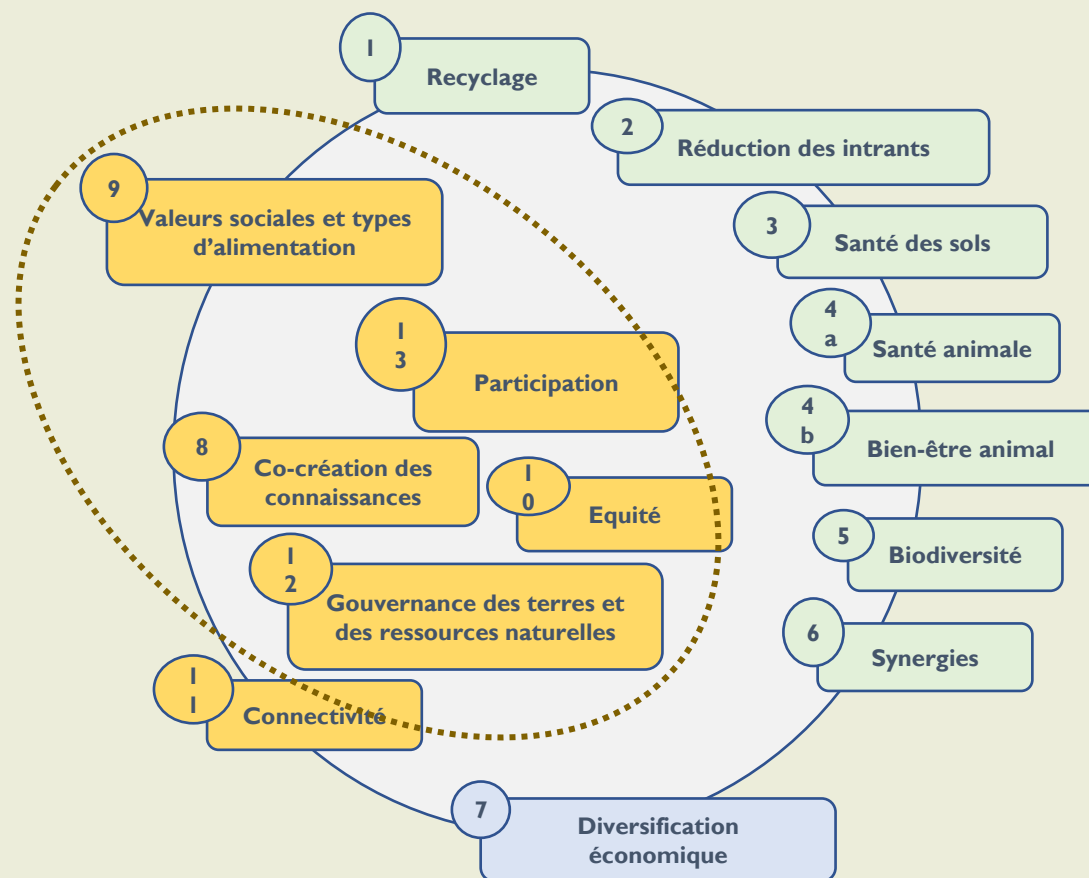 1
Recyclage
2
Réduction des intrants
9
Valeurs sociales et types
d'alimentation
3
Santé des sols
4
a
Santé animale
1
3
Participation
4
b
Bien-être animal
8
Co-création des
connaissances
1
0
Equité
5
Biodiversité
1
2
Gouvernance des terres et
des ressources naturelles
6
Synergies
1
1
Connectivité
7
Diversification
économique